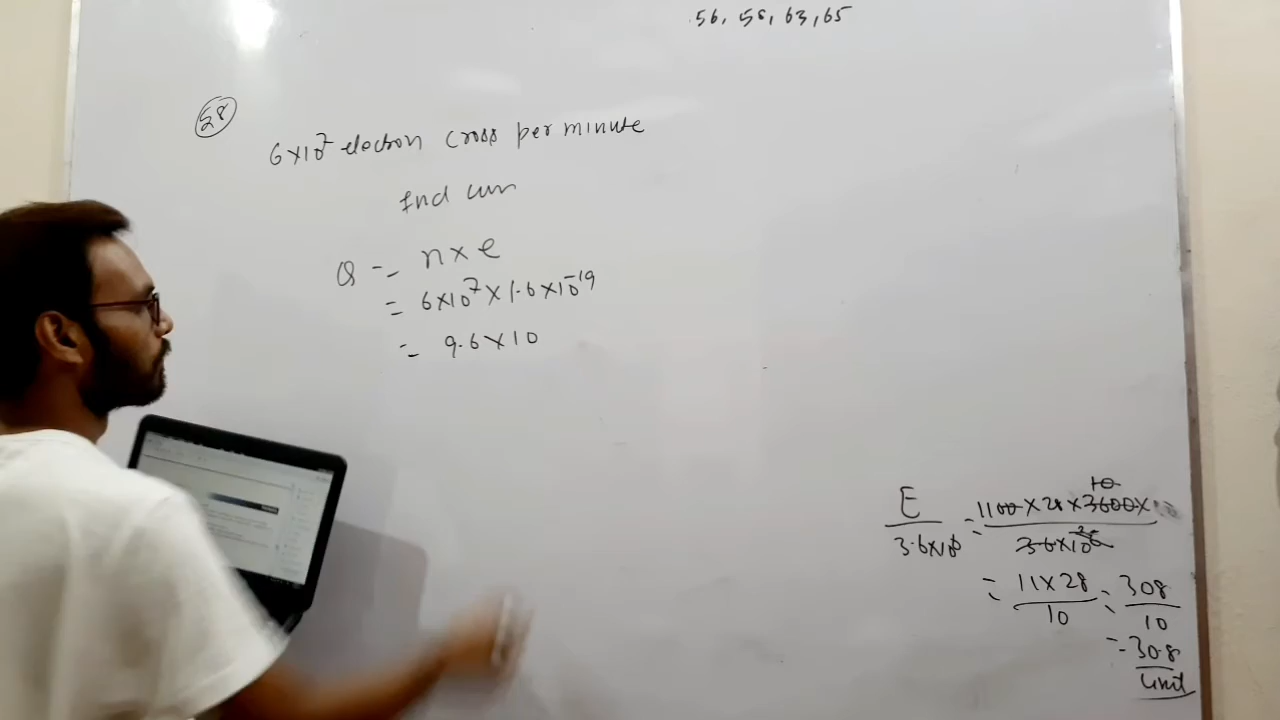 56, 58, 63, 65
58
6×10⁷ electron cross per minute
find curr
Q = n×e
= 6×10⁷ × 1.6×10⁻¹⁹
= 9.6×10
E / 3.6×10⁶ = 1100×28×3600× / 3.6×10⁶
10
= 11×28 / 10 = 308 / 10
= 30.8
unit